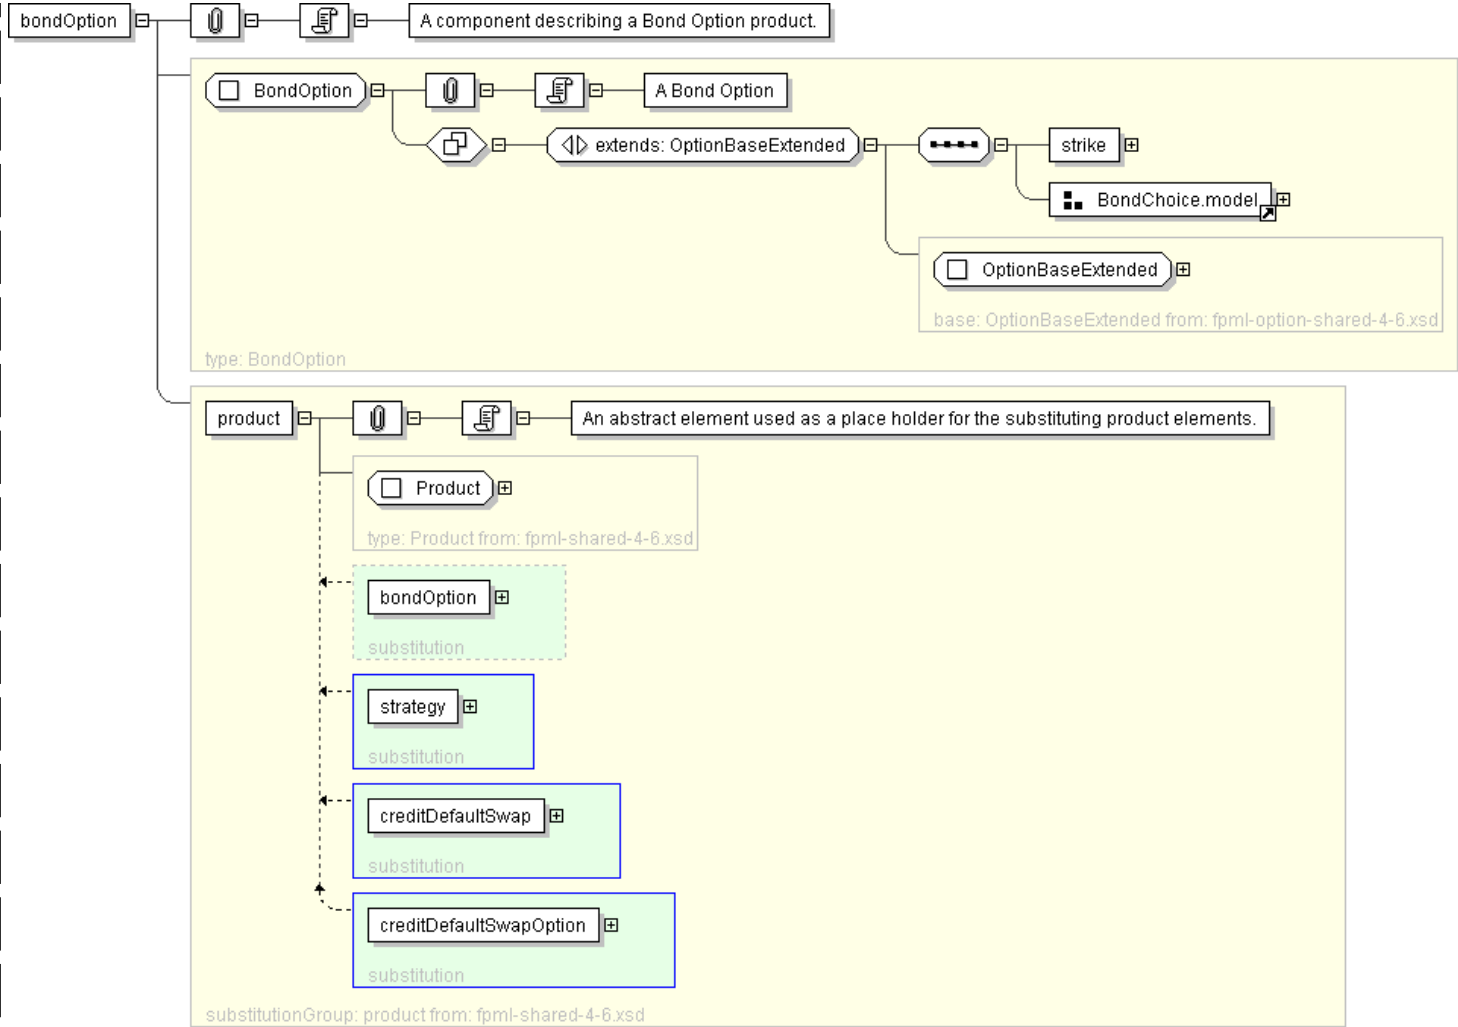 bondOption
A component describing a Bond Option product.
BondOption
A Bond Option
extends: OptionBaseExtended
strike
BondChoice.model
OptionBaseExtended
base: OptionBaseExtended from: fpml-option-shared-4-6.xsd
type: BondOption
product
An abstract element used as a place holder for the substituting product elements.
Product
type: Product from: fpml-shared-4-6.xsd
bondOption
substitution
strategy
substitution
creditDefaultSwap
substitution
creditDefaultSwapOption
substitution
substitutionGroup: product from: fpml-shared-4-6.xsd